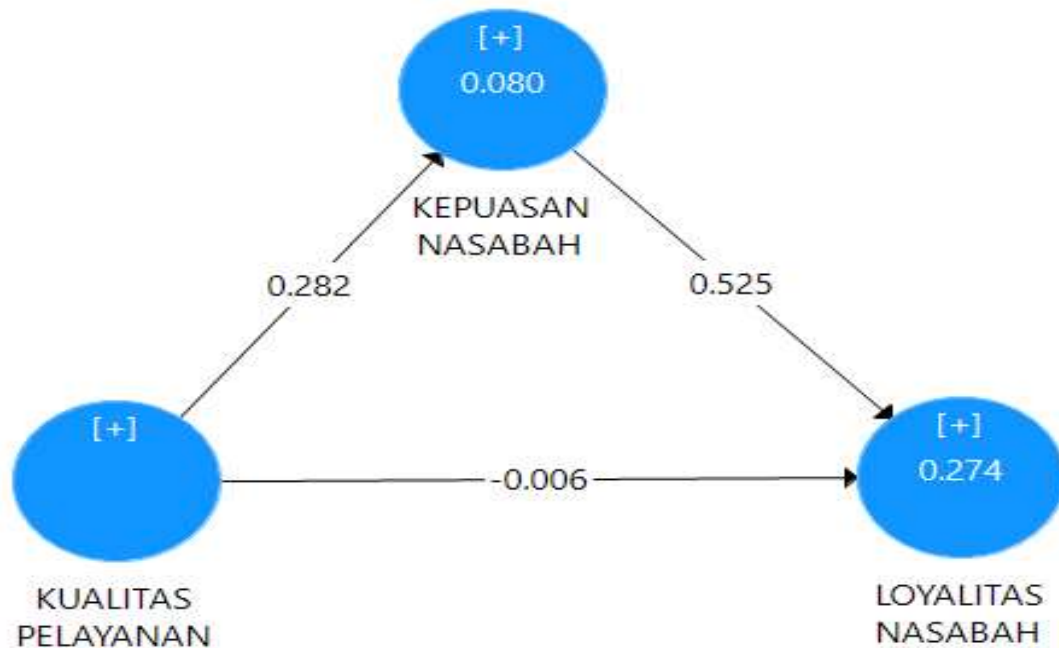 [+]
0.080
KEPUASAN
NASABAH
0.282
0.525
[+]
-0.006
[+]
0.274
KUALITAS
PELAYANAN
LOYALITAS
NASABAH